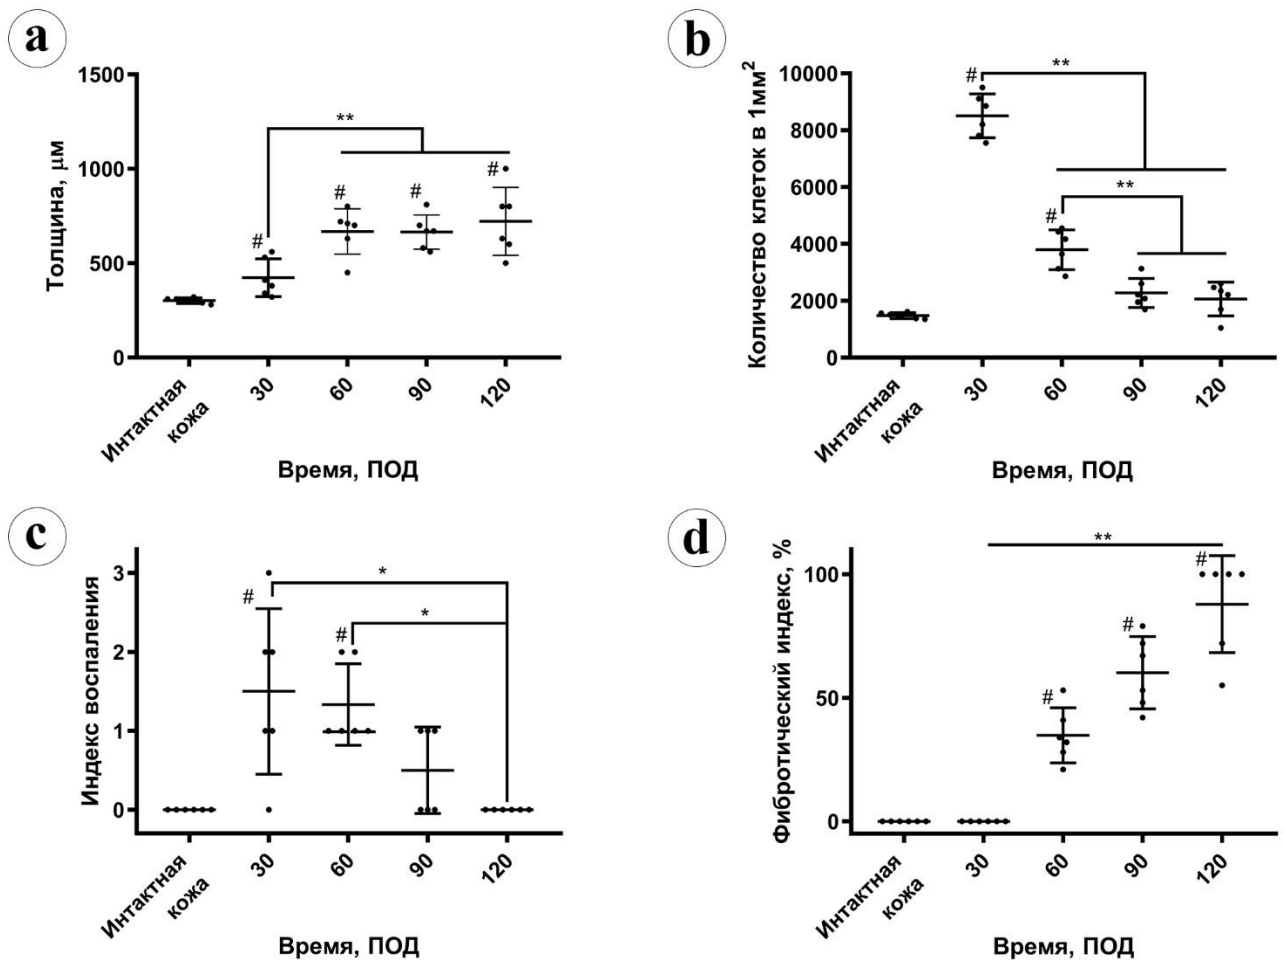 a
Толщина, μм
1500
1000
500
0
**
#
#
#
#
Интактная
кожа
30
60
90
120
Время, ПОД
b
Количество клеток в 1мм²
10000
8000
6000
4000
2000
0
#
**
#
**
Интактная
кожа
30
60
90
120
Время, ПОД
c
Индекс воспаления
3
2
1
0
#
*
#
*
Интактная
кожа
30
60
90
120
Время, ПОД
d
Фибротический индекс, %
100
50
0
**
#
#
#
Интактная
кожа
30
60
90
120
Время, ПОД